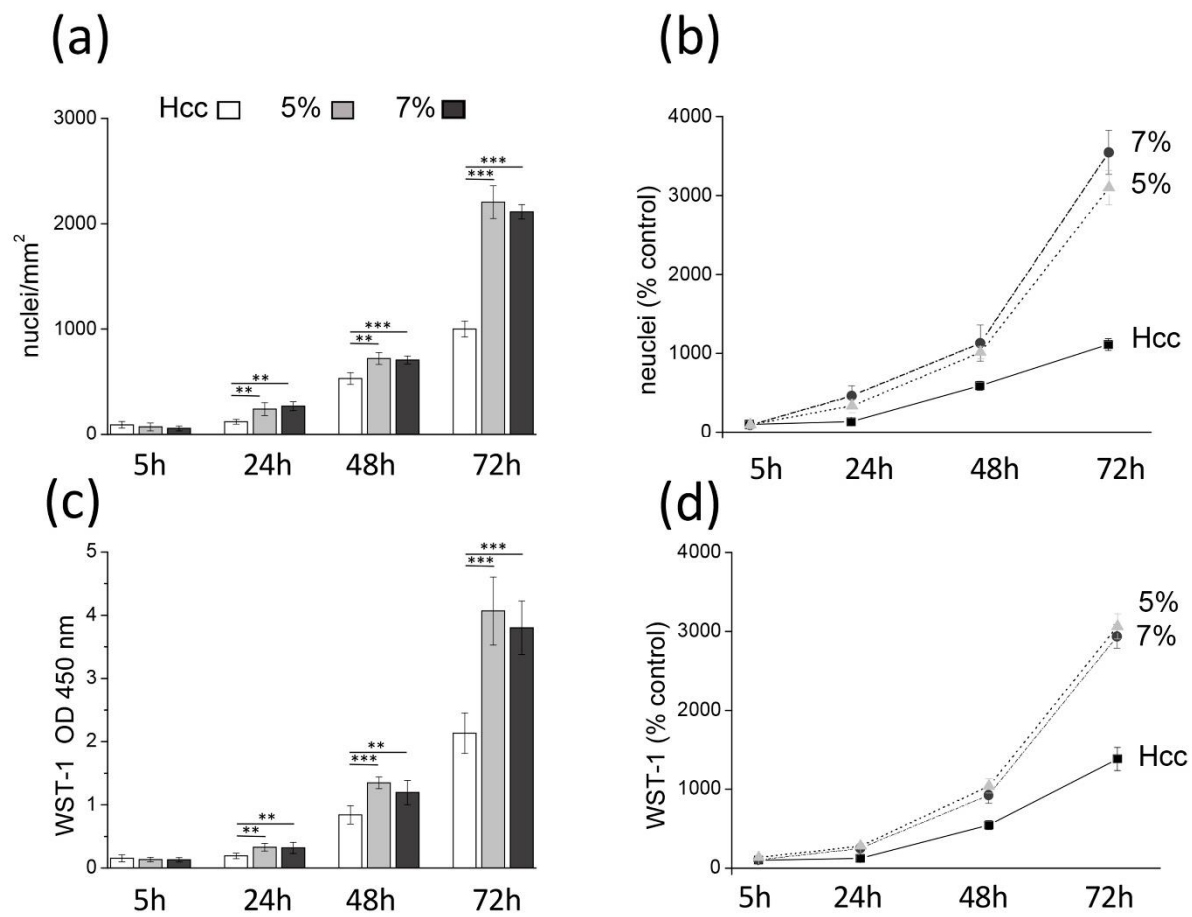 (a)
Hcc 5% 7%
3000
2000
1000
0
nuclei/mm²
**
**
***
**
***
***
5h 24h 48h 72h
(b)
4000
3000
2000
1000
0
neuclei (% control)
7%
5%
Hcc
5h 24h 48h 72h
(c)
5
4
3
2
1
0
WST-1 OD 450 nm
**
**
**
***
***
***
5h 24h 48h 72h
(d)
4000
3000
2000
1000
0
WST-1 (% control)
5%
7%
Hcc
5h 24h 48h 72h